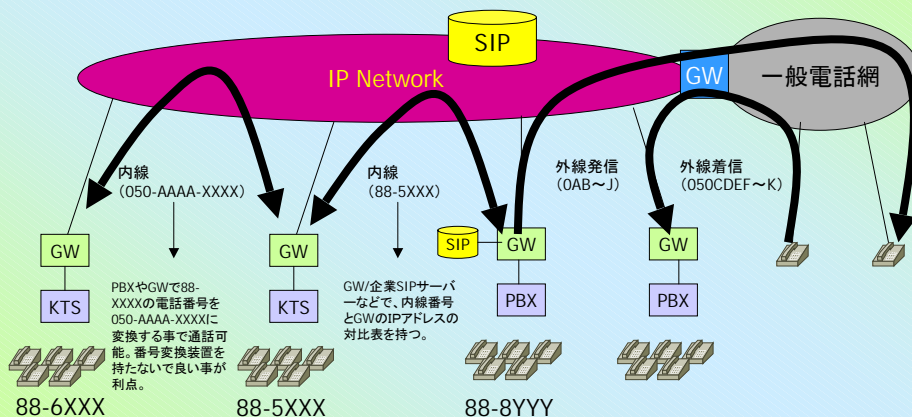 SIP
IP Network
GW
一般電話網
内線
(050-AAAA-XXXX)
内線
(88-5XXX)
外線発信
(0AB～J)
外線着信
(050CDEF～K)
GW
GW
SIP
GW
GW
KTS
KTS
PBX
PBX
PBXやGWで88-
XXXXの電話番号を
050-AAAA-XXXXに
変換する事で通話可
能。番号変換装置を
持たないで良い事が
利点。
GW/企業SIPサーバ
ーなどで、内線番号
とGWのIPアドレスの
対比表を持つ。
88-6XXX
88-5XXX
88-8YYY